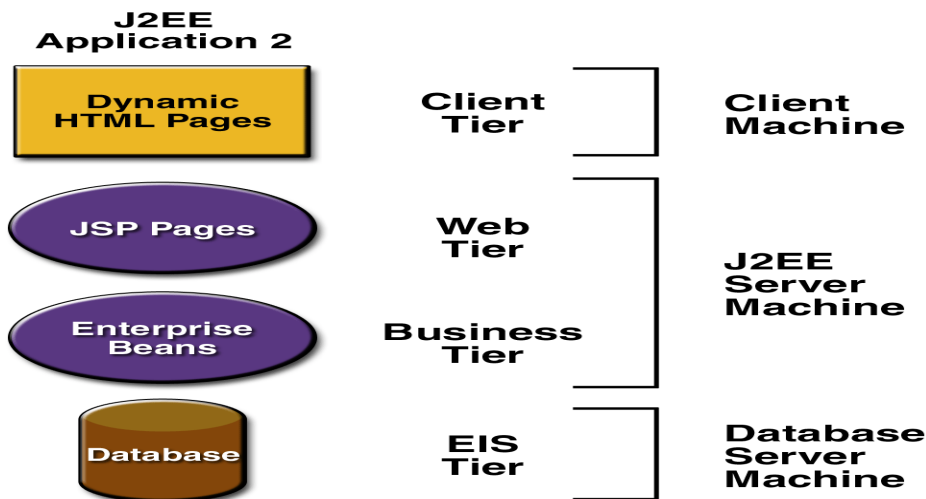 J2EE
Application 2
Dynamic
HTML Pages
Client
Tier
Client
Machine
JSP Pages
Web
Tier
J2EE
Server
Machine
Enterprise
Beans
Business
Tier
Database
EIS
Tier
Database
Server
Machine